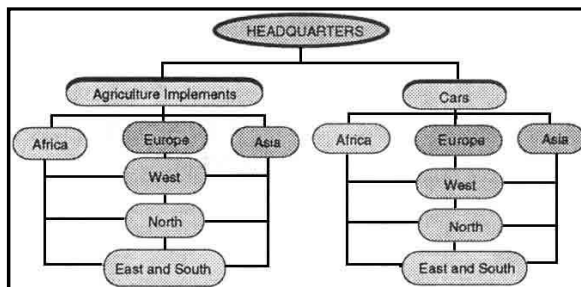 HEADQUARTERS
Agriculture Implements
Cars
Africa
Europe
Asia
Africa
Europe
Asia
West
West
North
North
East and South
East and South